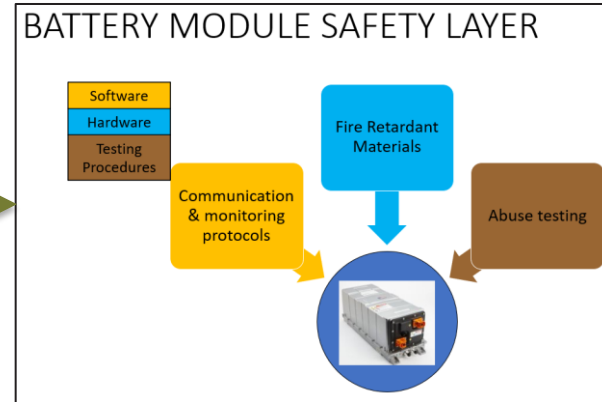 BATTERY MODULE SAFETY LAYER
Software
Hardware
Testing
Procedures
Fire Retardant
Materials
Communication
& monitoring
protocols
Abuse testing